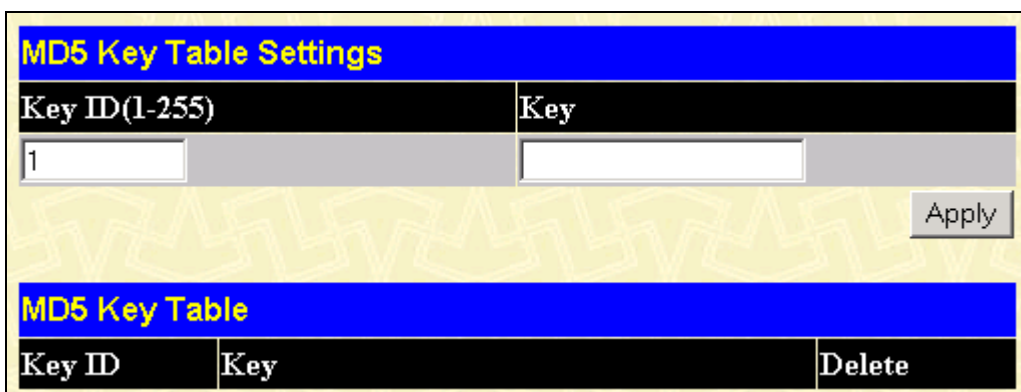 MD5 Key Table Settings
Key ID(1-255) Key
1
Apply
MD5 Key Table
Key ID Key Delete